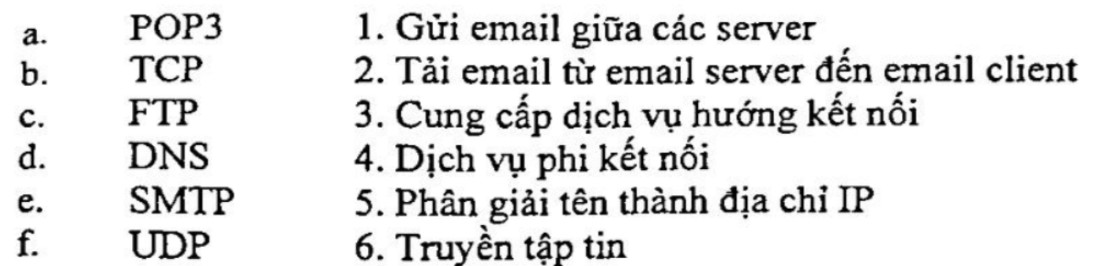 a. POP3 1. Gửi email giữa các server
b. TCP 2. Tải email từ email server đến email client
c. FTP 3. Cung cấp dịch vụ hướng kết nối
d. DNS 4. Dịch vụ phi kết nối
e. SMTP 5. Phân giải tên thành địa chỉ IP
f. UDP 6. Truyền tập tin